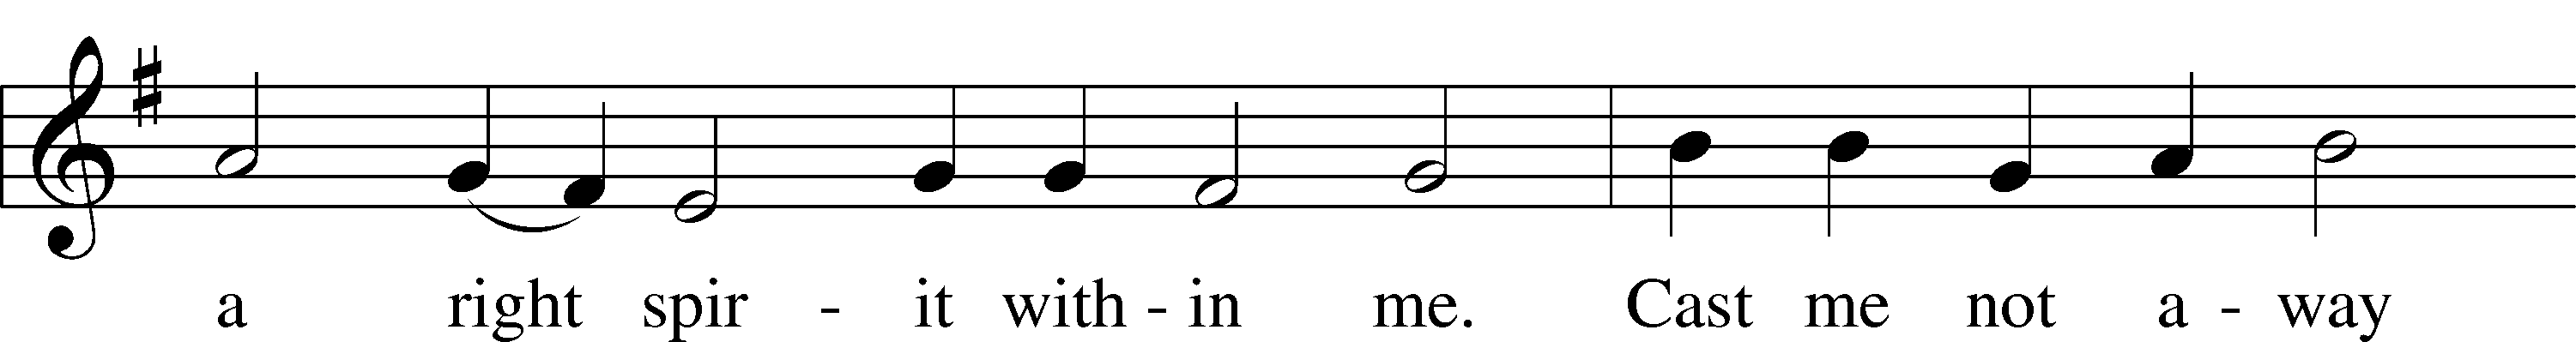 a right spir - it with - in me. Cast me not a - way